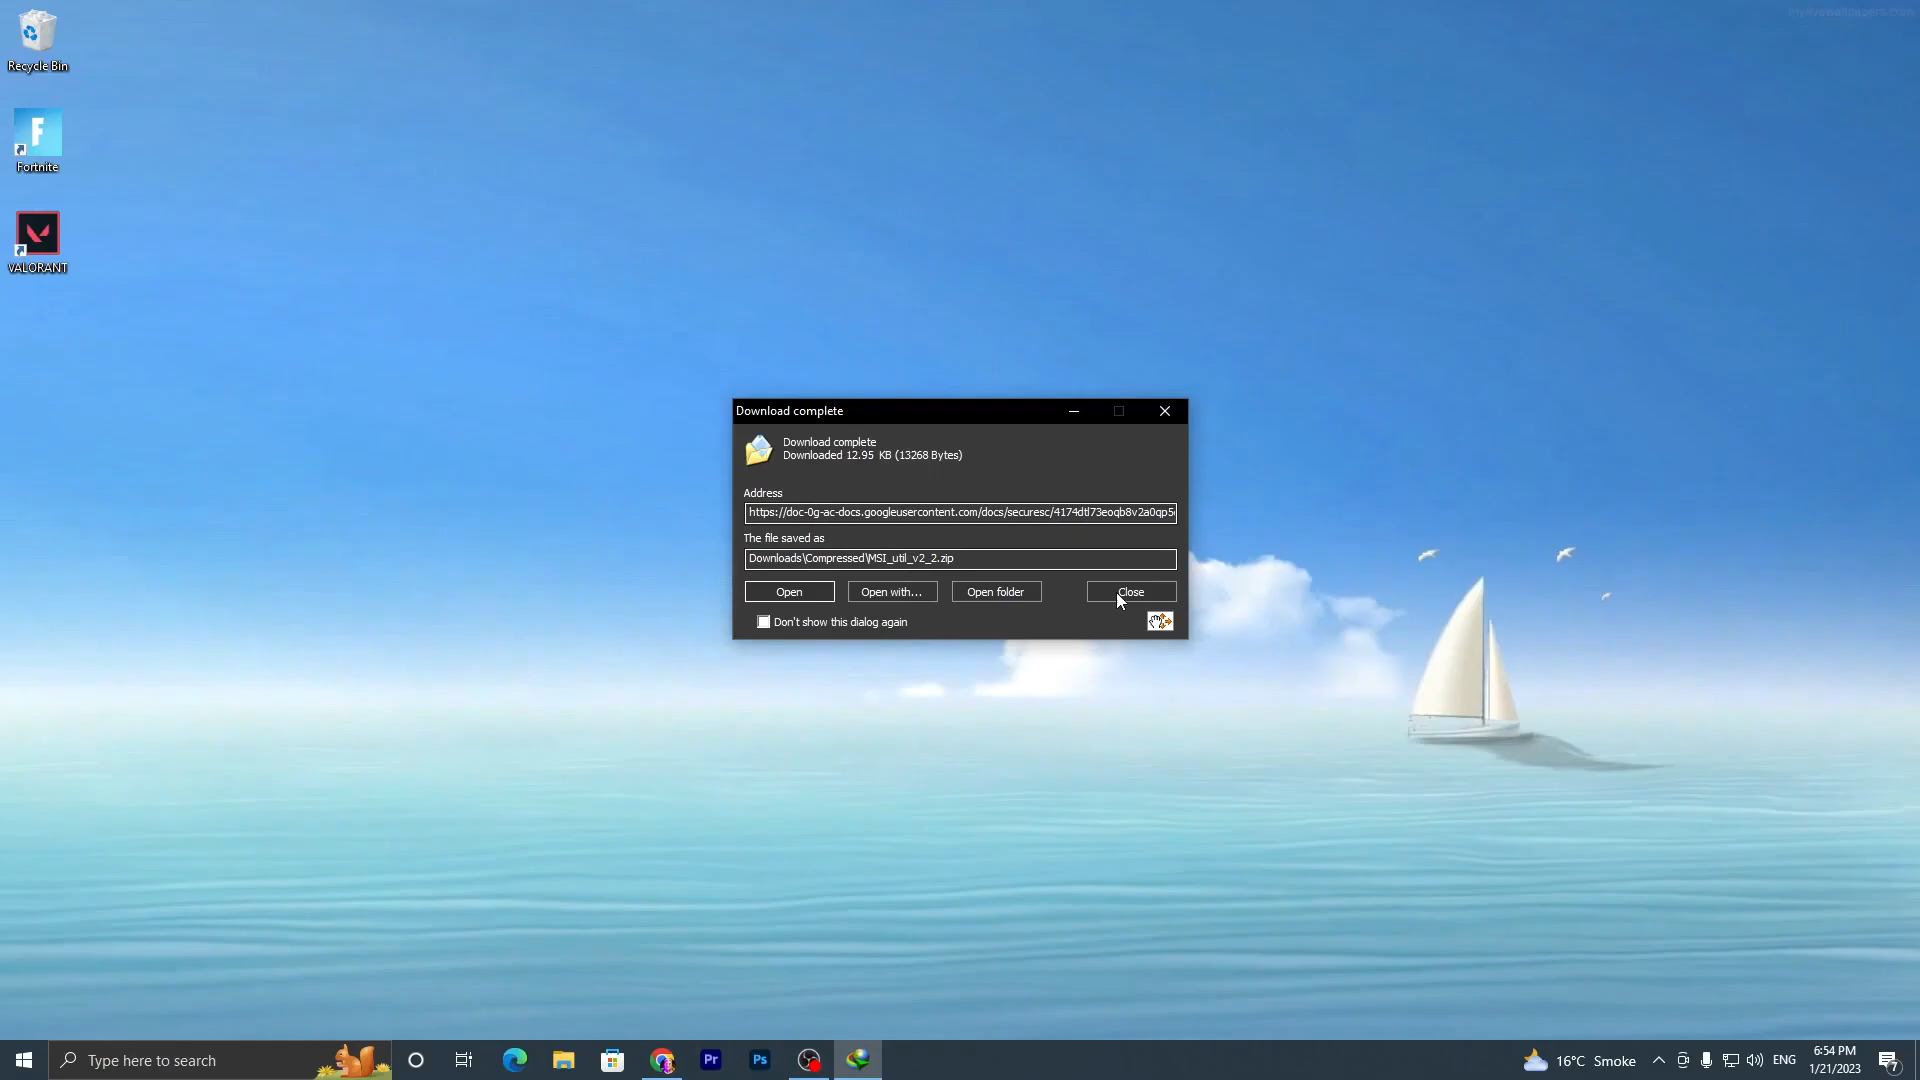 mylivewallpapers.com
Recycle Bin
Fortnite
VALORANT
Download complete
Download complete
Downloaded 12.95 KB (13268 Bytes)
Address
https://doc-0g-ac-docs.googleusercontent.com/docs/securesc/4174dtl73eoqb8v2a0qp5
The file saved as
Downloads\Compressed\MSI_util_v2_2.zip
Open
Open with...
Open folder
Close
Don't show this dialog again
Type here to search
Pr
Ps
16°C Smoke
ENG
6:54 PM
1/21/2023
7